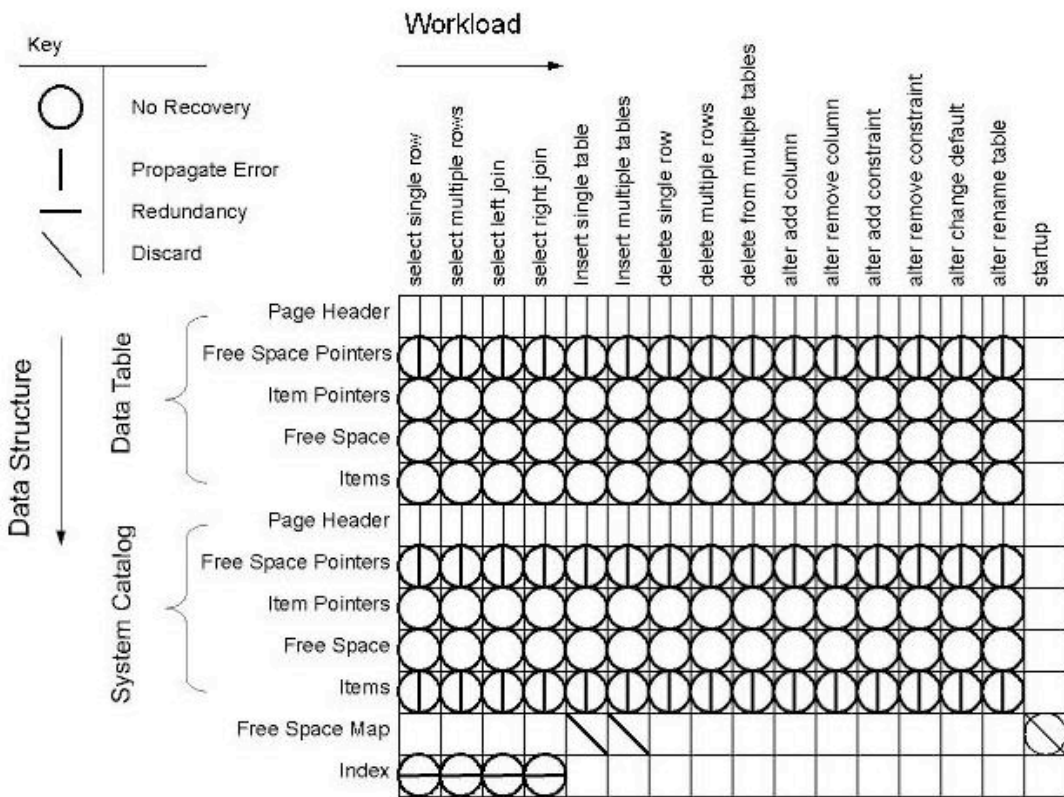 Workload
Key
No Recovery
Propagate Error
Redundancy
Discard
select single row
select multiple rows
select left join
select right join
Insert single table
Insert multiple tables
delete single row
delete multiple rows
delete from multiple tables
alter add column
alter remove column
alter add constraint
alter remove constraint
alter change default
alter rename table
startup
Data Structure
Data Table
Page Header
Free Space Pointers
Item Pointers
Free Space
Items
System Catalog
Page Header
Free Space Pointers
Item Pointers
Free Space
Items
Free Space Map
Index